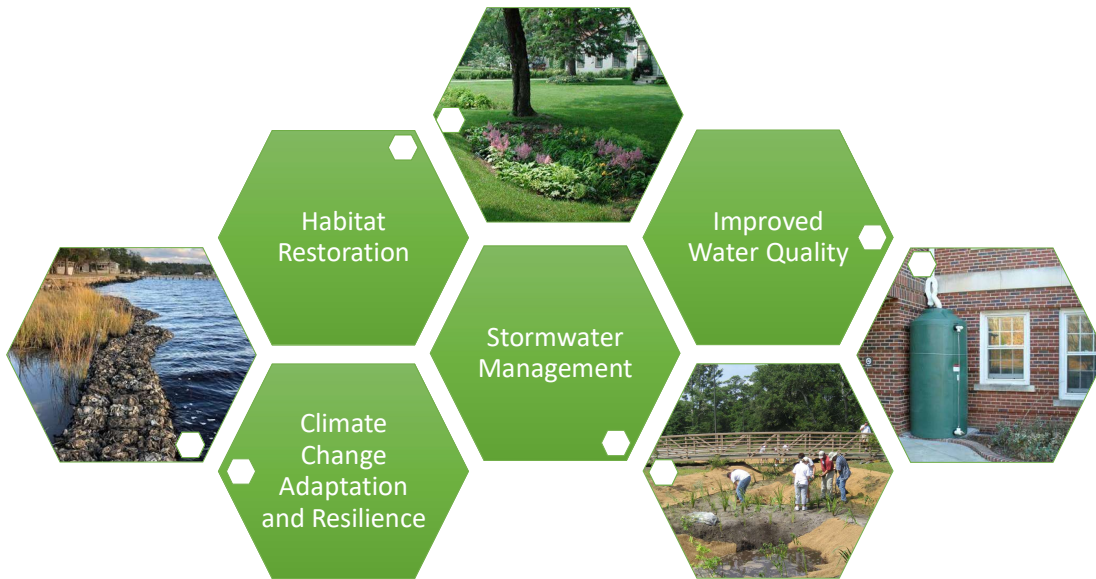 Habitat
Restoration
Improved
Water Quality
Stormwater
Management
Climate
Change
Adaptation
and Resilience